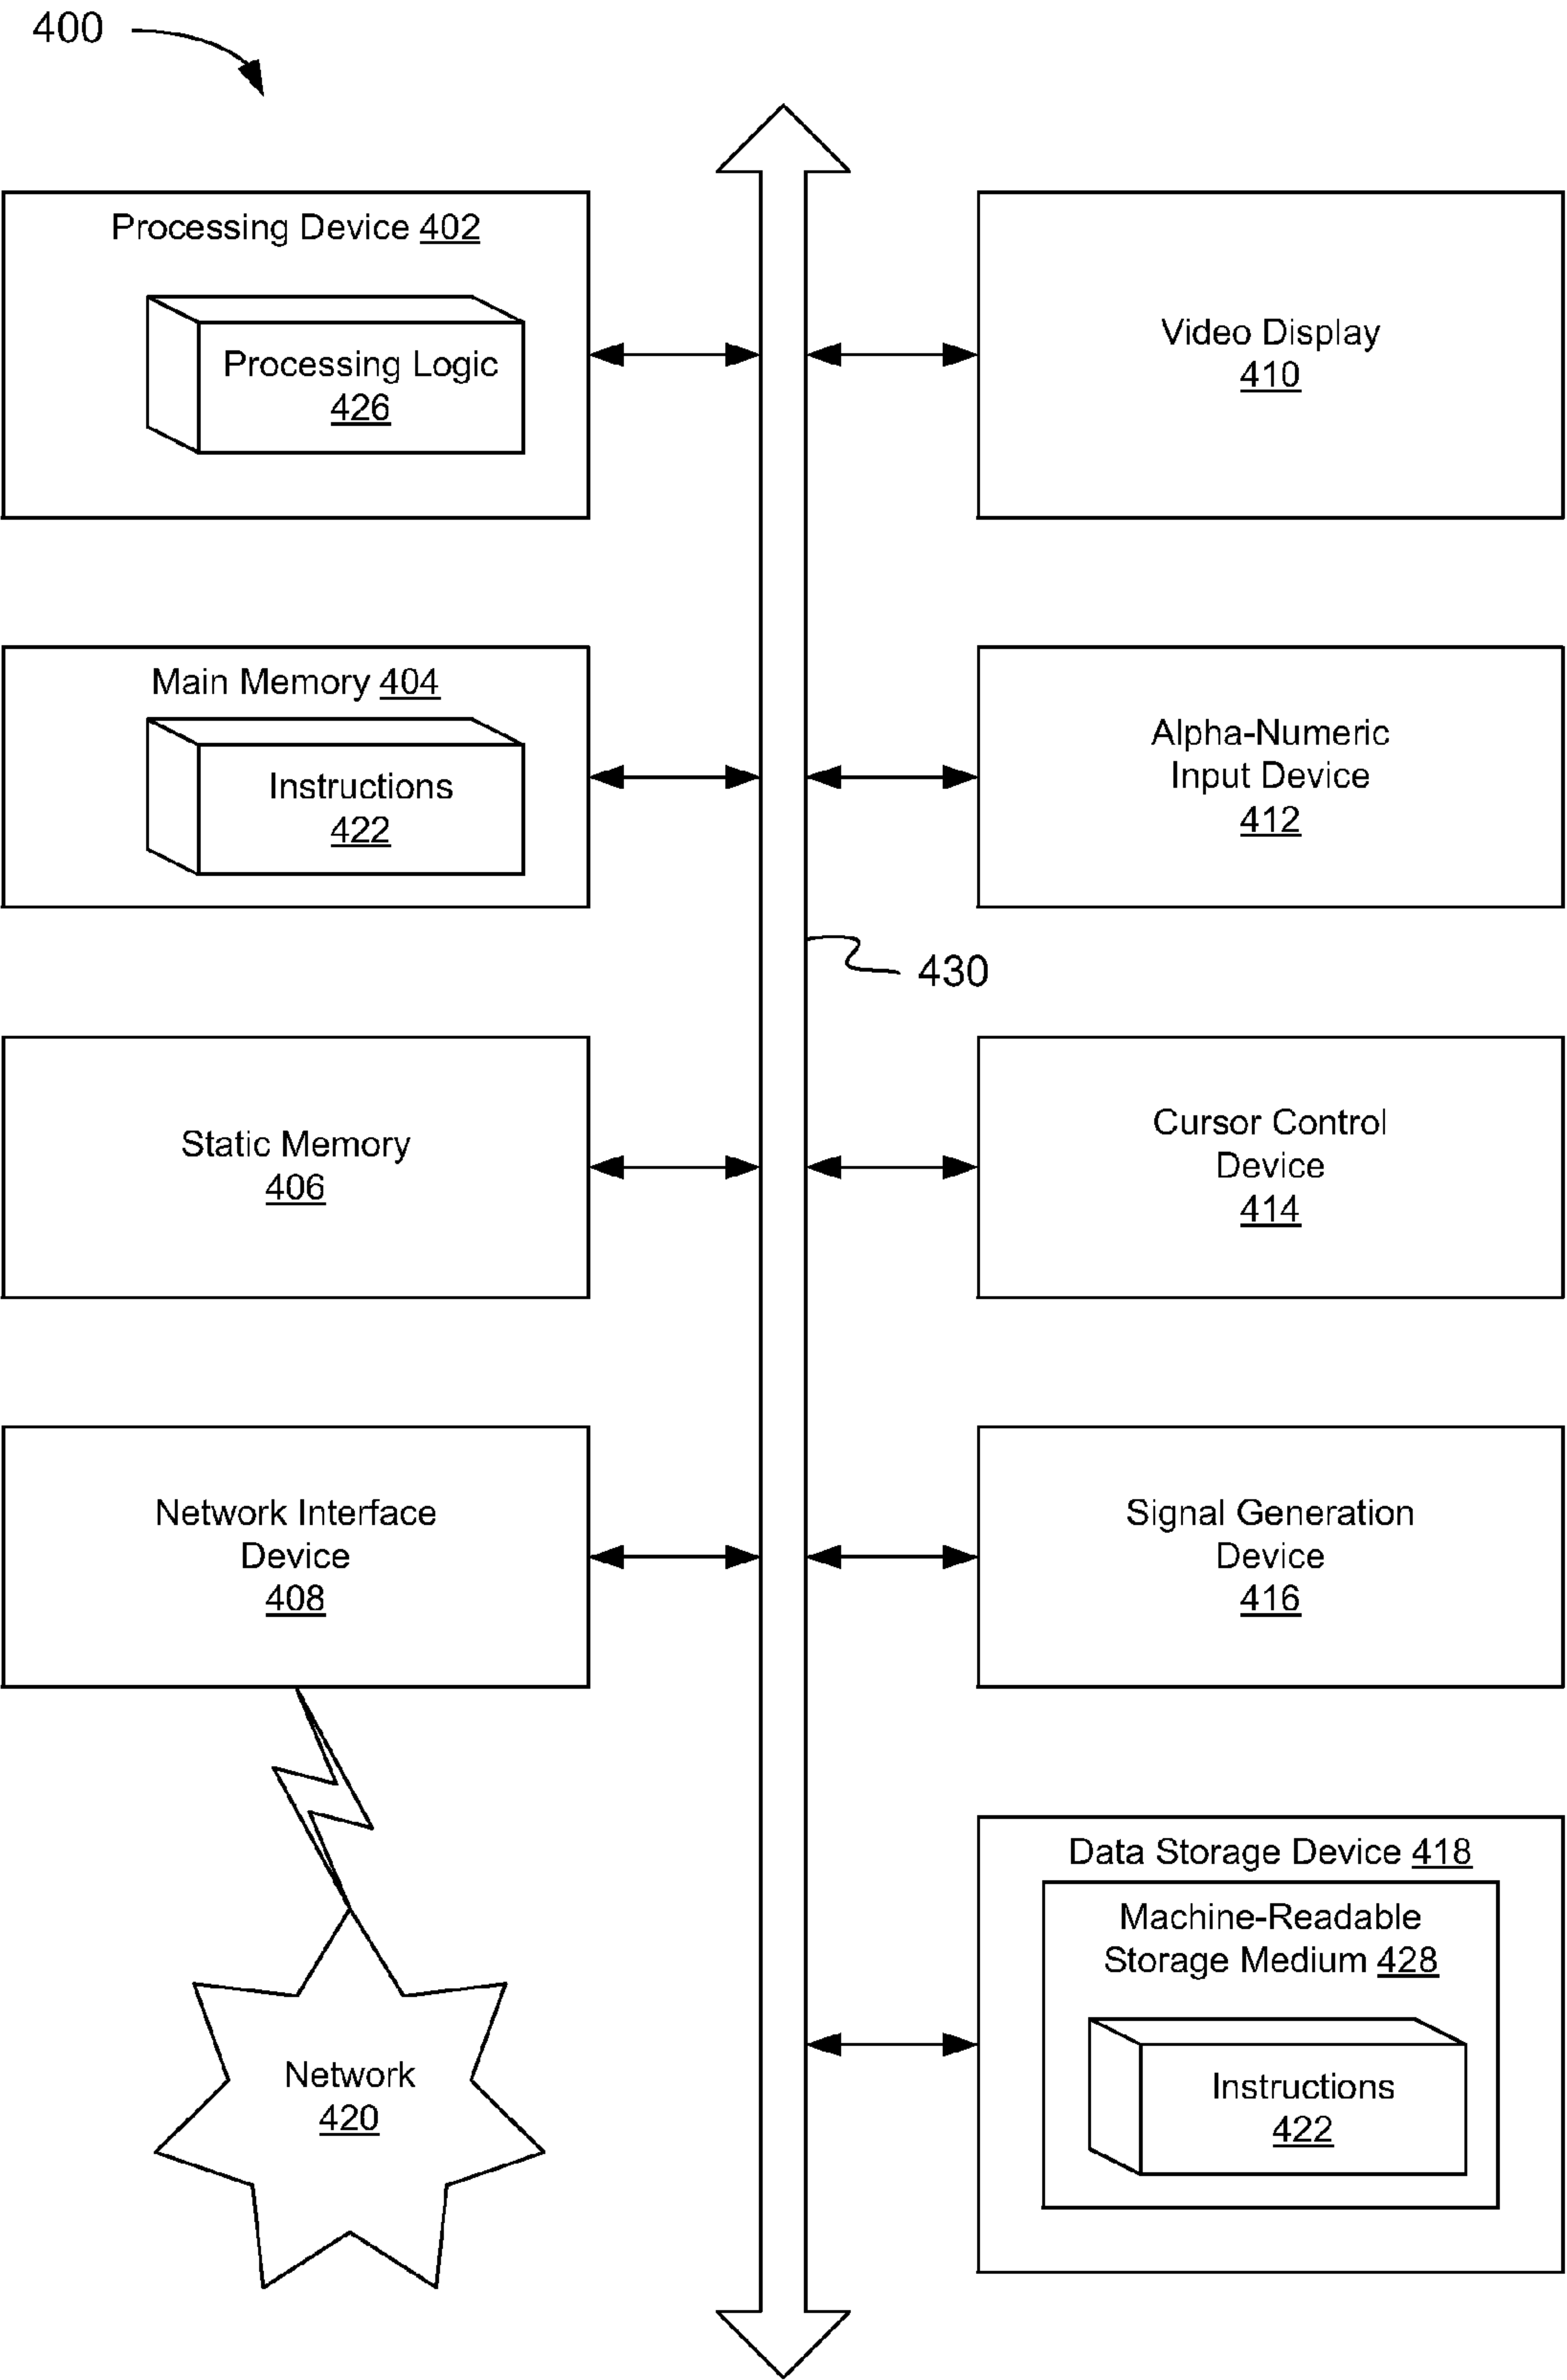 400
Processing Device 402
Processing Logic
426
Video Display
410
Main Memory 404
Instructions
422
Alpha-Numeric
Input Device
412
430
Static Memory
406
Cursor Control
Device
414
Network Interface
Device
408
Signal Generation
Device
416
Data Storage Device 418
Machine-Readable
Storage Medium 428
Instructions
422
Network
420